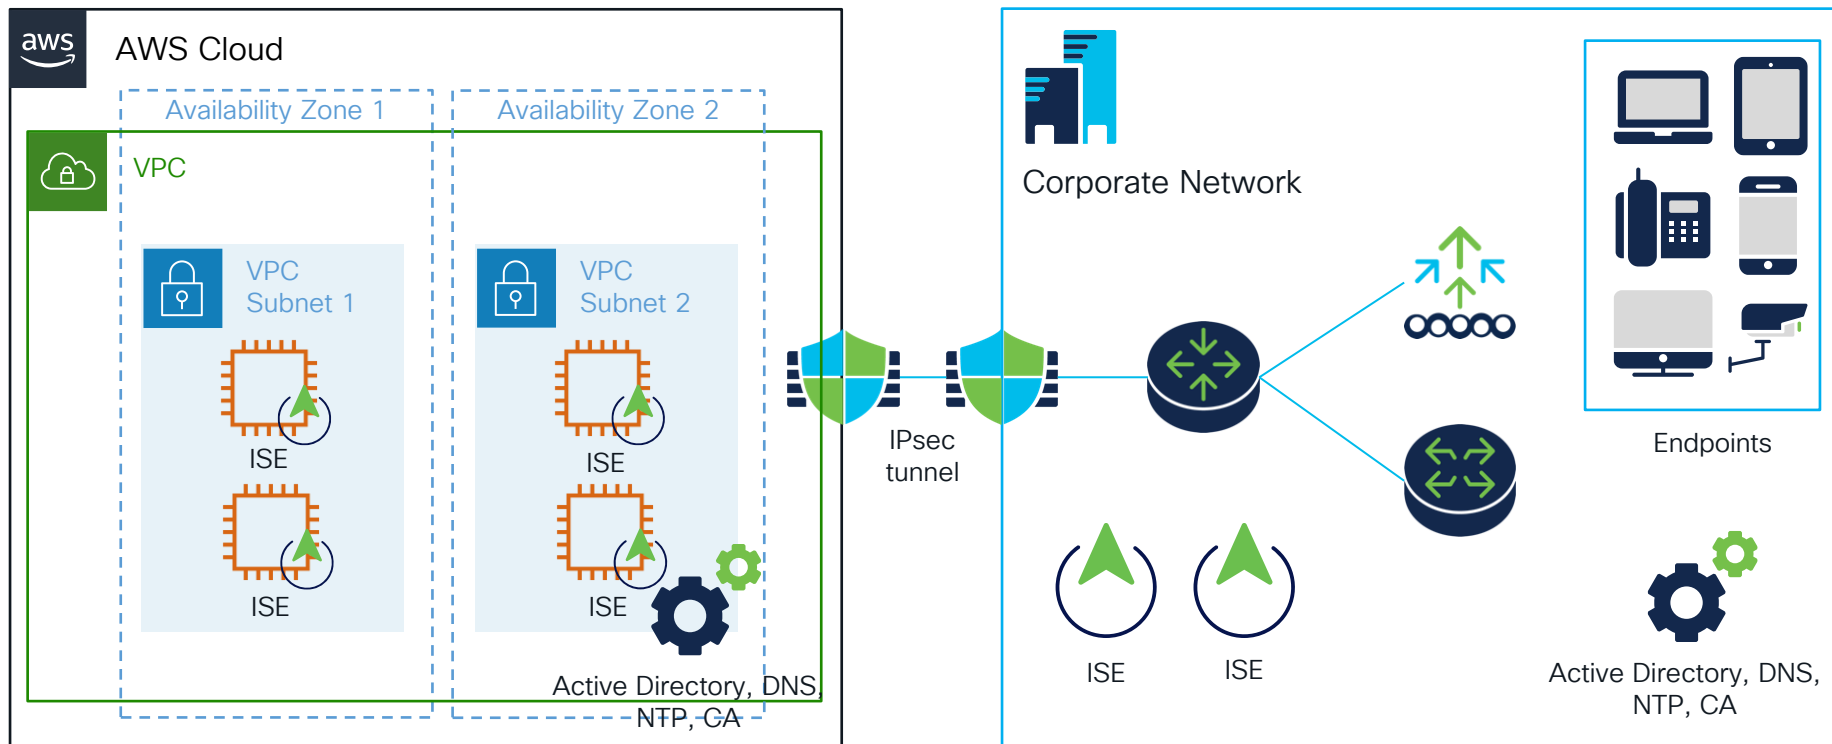 aws
AWS Cloud
Availability Zone 1
Availability Zone 2
VPC
VPC
Subnet 1
VPC
Subnet 2
ISE
ISE
ISE
ISE
Active Directory, DNS,
NTP, CA
IPsec
tunnel
Corporate Network
ISE
ISE
Endpoints
Active Directory, DNS,
NTP, CA